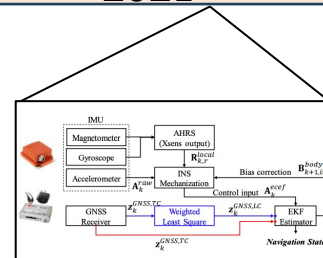 IMU
Magnetometer
Gyroscope
Accelerometer
AHRS
(Xsens output)
R_{k,r}^{local}
A_k^{raw}
INS
Mechanization
Bias correction
B_{k+1,i}^{body}
Control input A_k^{ecef}
GNSS
Receiver
z_k^{GNSS,TC}
Weighted
Least Square
z_k^{GNSS,LC}
EKF
Estimator
z_k^{GNSS,TC}
Navigation State